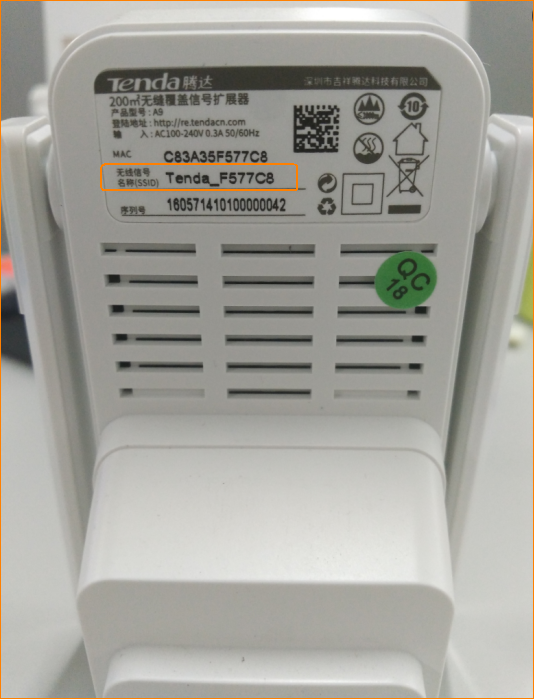 Tenda腾达 深圳市吉祥腾达科技有限公司
200㎡无缝覆盖信号扩展器
产品型号: A9
登陆地址: http://re.tendacn.com
输 入: AC100-240V 0.3A 50/60Hz
10
MAC C83A35F577C8
无线信号
名称(SSID) Tenda_F577C8
序列号 160571410100000042
QC
18